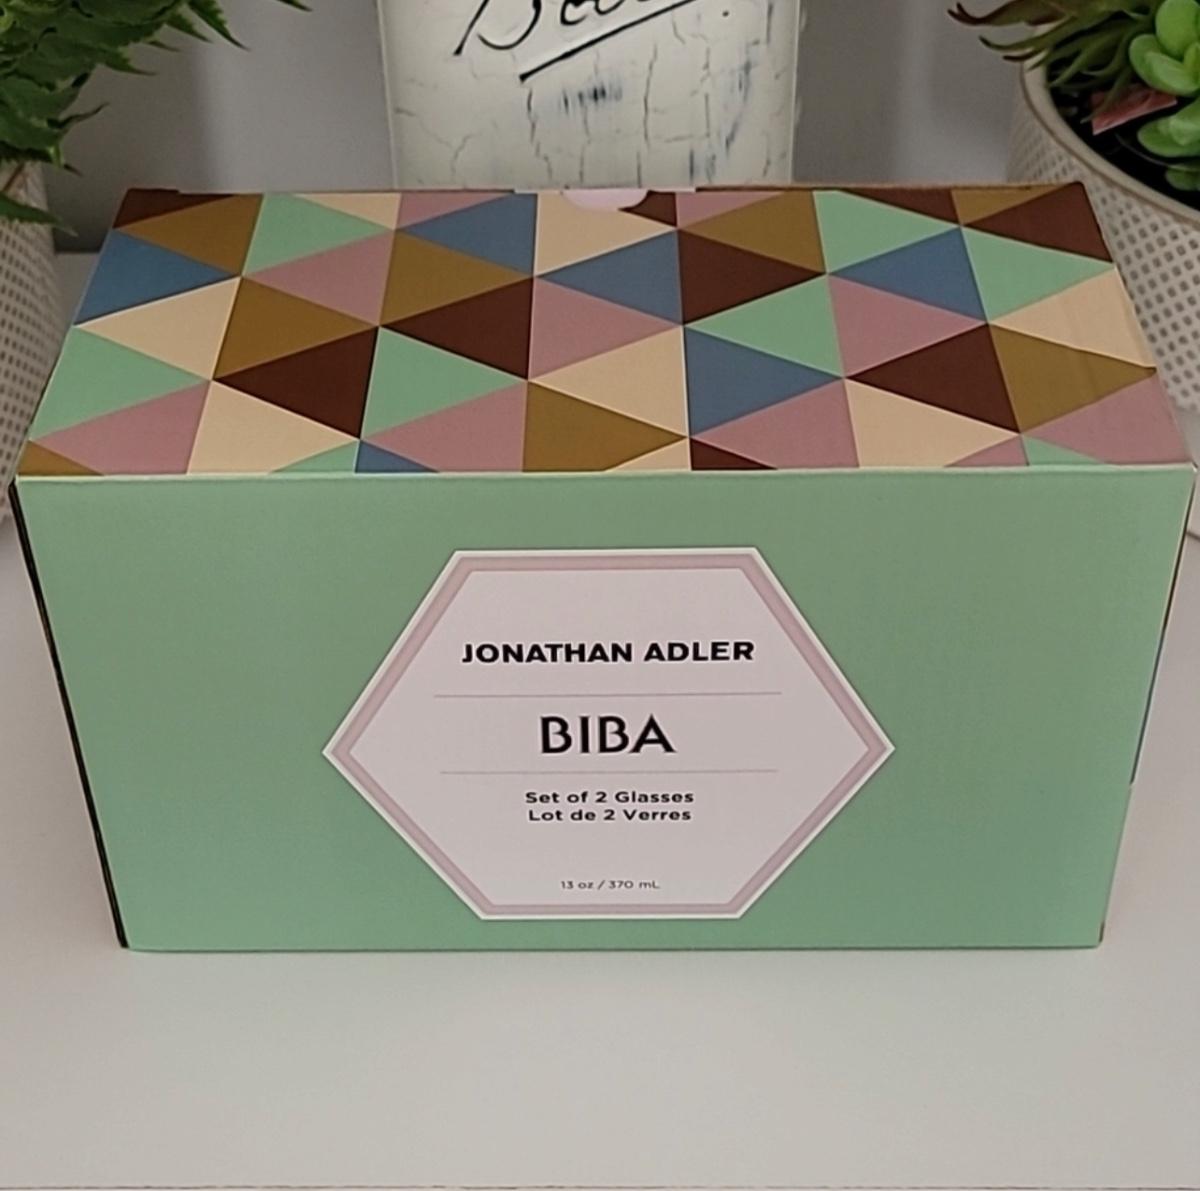 JONATHAN ADLER
BIBA
Set of 2 Glasses
Lot de 2 Verres
13 oz / 370 mL